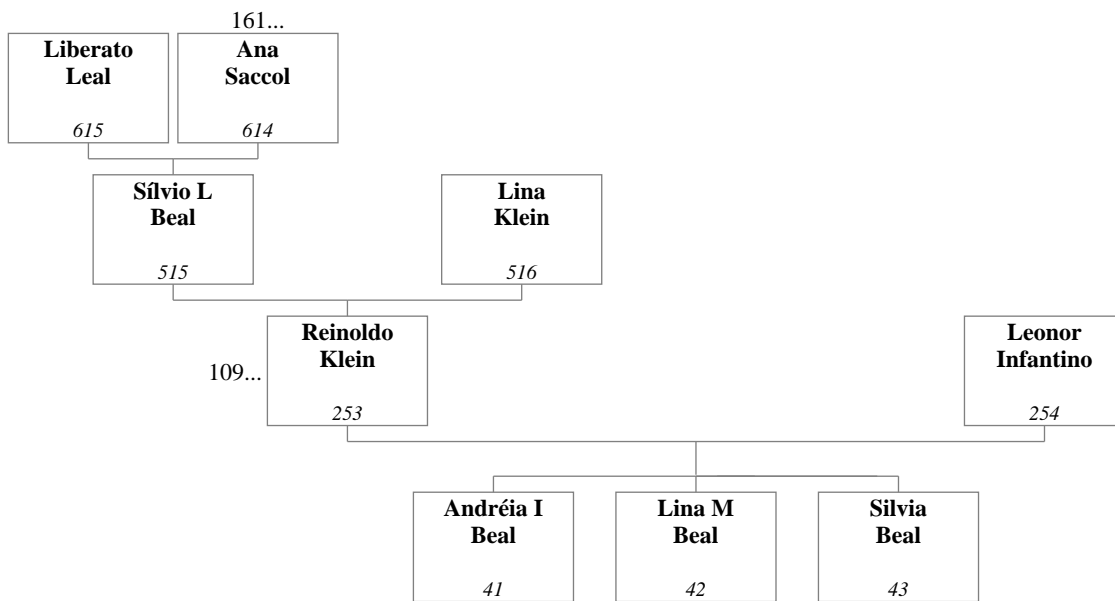 161...
Liberato
Leal
615
Ana
Saccol
614
Sílvio L
Beal
515
Lina
Klein
516
109...
Reinoldo
Klein
253
Leonor
Infantino
254
Andréia I
Beal
41
Lina M
Beal
42
Silvia
Beal
43